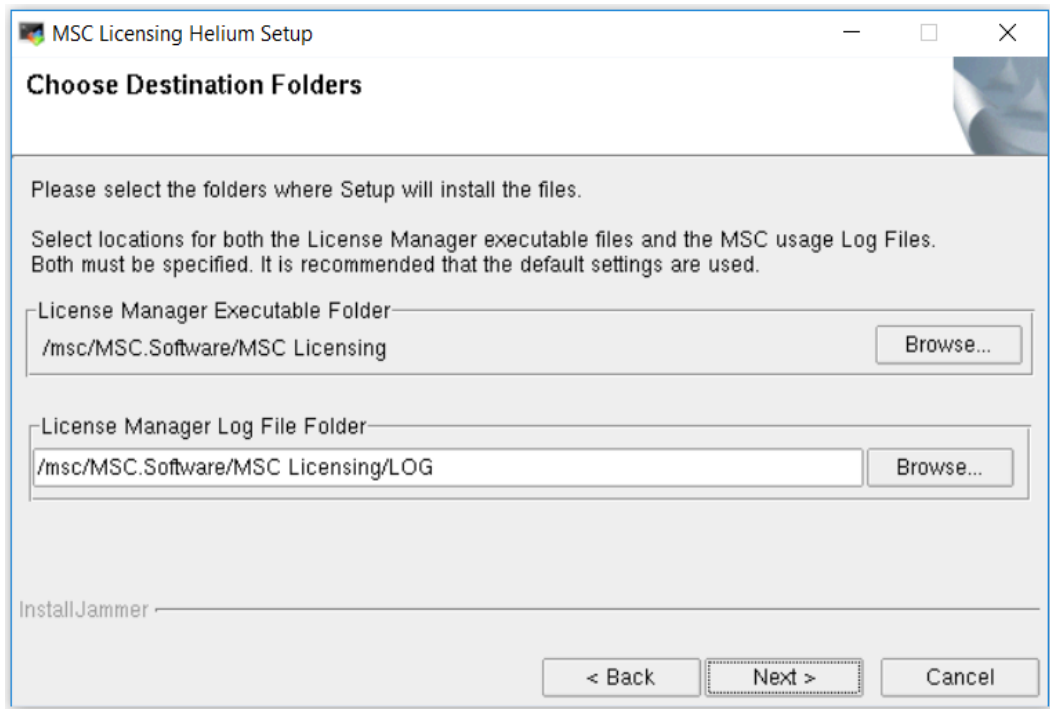 MSC Licensing Helium Setup
Choose Destination Folders
Please select the folders where Setup will install the files.
Select locations for both the License Manager executable files and the MSC usage Log Files.
Both must be specified. It is recommended that the default settings are used.
License Manager Executable Folder
/msc/MSC.Software/MSC Licensing
Browse...
License Manager Log File Folder
/msc/MSC.Software/MSC Licensing/LOG
Browse...
InstallJammer
< Back Next > Cancel